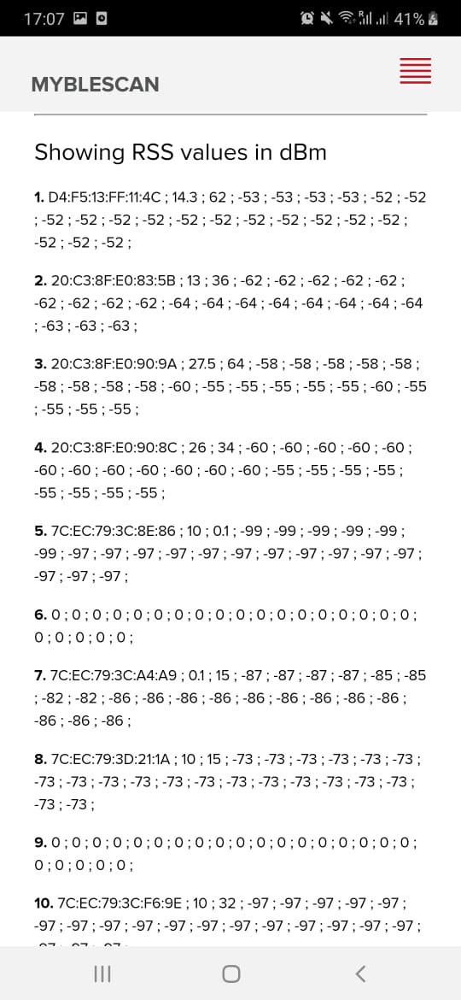 17:07
41%
MYBLESCAN
Showing RSS values in dBm
1. D4:F5:13:FF:11:4C ; 14.3 ; 62 ; -53 ; -53 ; -53 ; -53 ; -52 ; -52
; -52 ; -52 ; -52 ; -52 ; -52 ; -52 ; -52 ; -52 ; -52 ; -52 ; -52 ;
-52 ; -52 ; -52 ;
2. 20:C3:8F:E0:83:5B ; 13 ; 36 ; -62 ; -62 ; -62 ; -62 ; -62 ;
-62 ; -62 ; -62 ; -62 ; -64 ; -64 ; -64 ; -64 ; -64 ; -64 ; -64 ; -64
; -63 ; -63 ; -63 ;
3. 20:C3:8F:E0:90:9A ; 27.5 ; 64 ; -58 ; -58 ; -58 ; -58 ; -58 ;
-58 ; -58 ; -58 ; -58 ; -60 ; -55 ; -55 ; -55 ; -55 ; -55 ; -60 ; -55
; -55 ; -55 ; -55 ;
4. 20:C3:8F:E0:90:8C ; 26 ; 34 ; -60 ; -60 ; -60 ; -60 ; -60 ;
-60 ; -60 ; -60 ; -60 ; -60 ; -60 ; -60 ; -55 ; -55 ; -55 ; -55 ;
-55 ; -55 ; -55 ; -55 ;
5. 7C:EC:79:3C:8E:86 ; 10 ; 0.1 ; -99 ; -99 ; -99 ; -99 ; -99 ;
-99 ; -97 ; -97 ; -97 ; -97 ; -97 ; -97 ; -97 ; -97 ; -97 ; -97 ; -97 ;
-97 ; -97 ; -97 ;
6. 0 ; 0 ; 0 ; 0 ; 0 ; 0 ; 0 ; 0 ; 0 ; 0 ; 0 ; 0 ; 0 ; 0 ; 0 ; 0 ; 0 ; 0 ;
0 ; 0 ; 0 ; 0 ; 0 ;
7. 7C:EC:79:3C:A4:A9 ; 0.1 ; 15 ; -87 ; -87 ; -87 ; -87 ; -85 ; -85
; -82 ; -82 ; -86 ; -86 ; -86 ; -86 ; -86 ; -86 ; -86 ; -86 ; -86 ;
-86 ; -86 ; -86 ;
8. 7C:EC:79:3D:21:1A ; 10 ; 15 ; -73 ; -73 ; -73 ; -73 ; -73 ; -73 ;
-73 ; -73 ; -73 ; -73 ; -73 ; -73 ; -73 ; -73 ; -73 ; -73 ; -73 ; -73 ;
-73 ; -73 ;
9. 0 ; 0 ; 0 ; 0 ; 0 ; 0 ; 0 ; 0 ; 0 ; 0 ; 0 ; 0 ; 0 ; 0 ; 0 ; 0 ; 0 ; 0 ;
0 ; 0 ; 0 ; 0 ; 0 ;
10. 7C:EC:79:3C:F6:9E ; 10 ; 32 ; -97 ; -97 ; -97 ; -97 ; -97 ;
-97 ; -97 ; -97 ; -97 ; -97 ; -97 ; -97 ; -97 ; -97 ; -97 ; -97 ; -97 ;